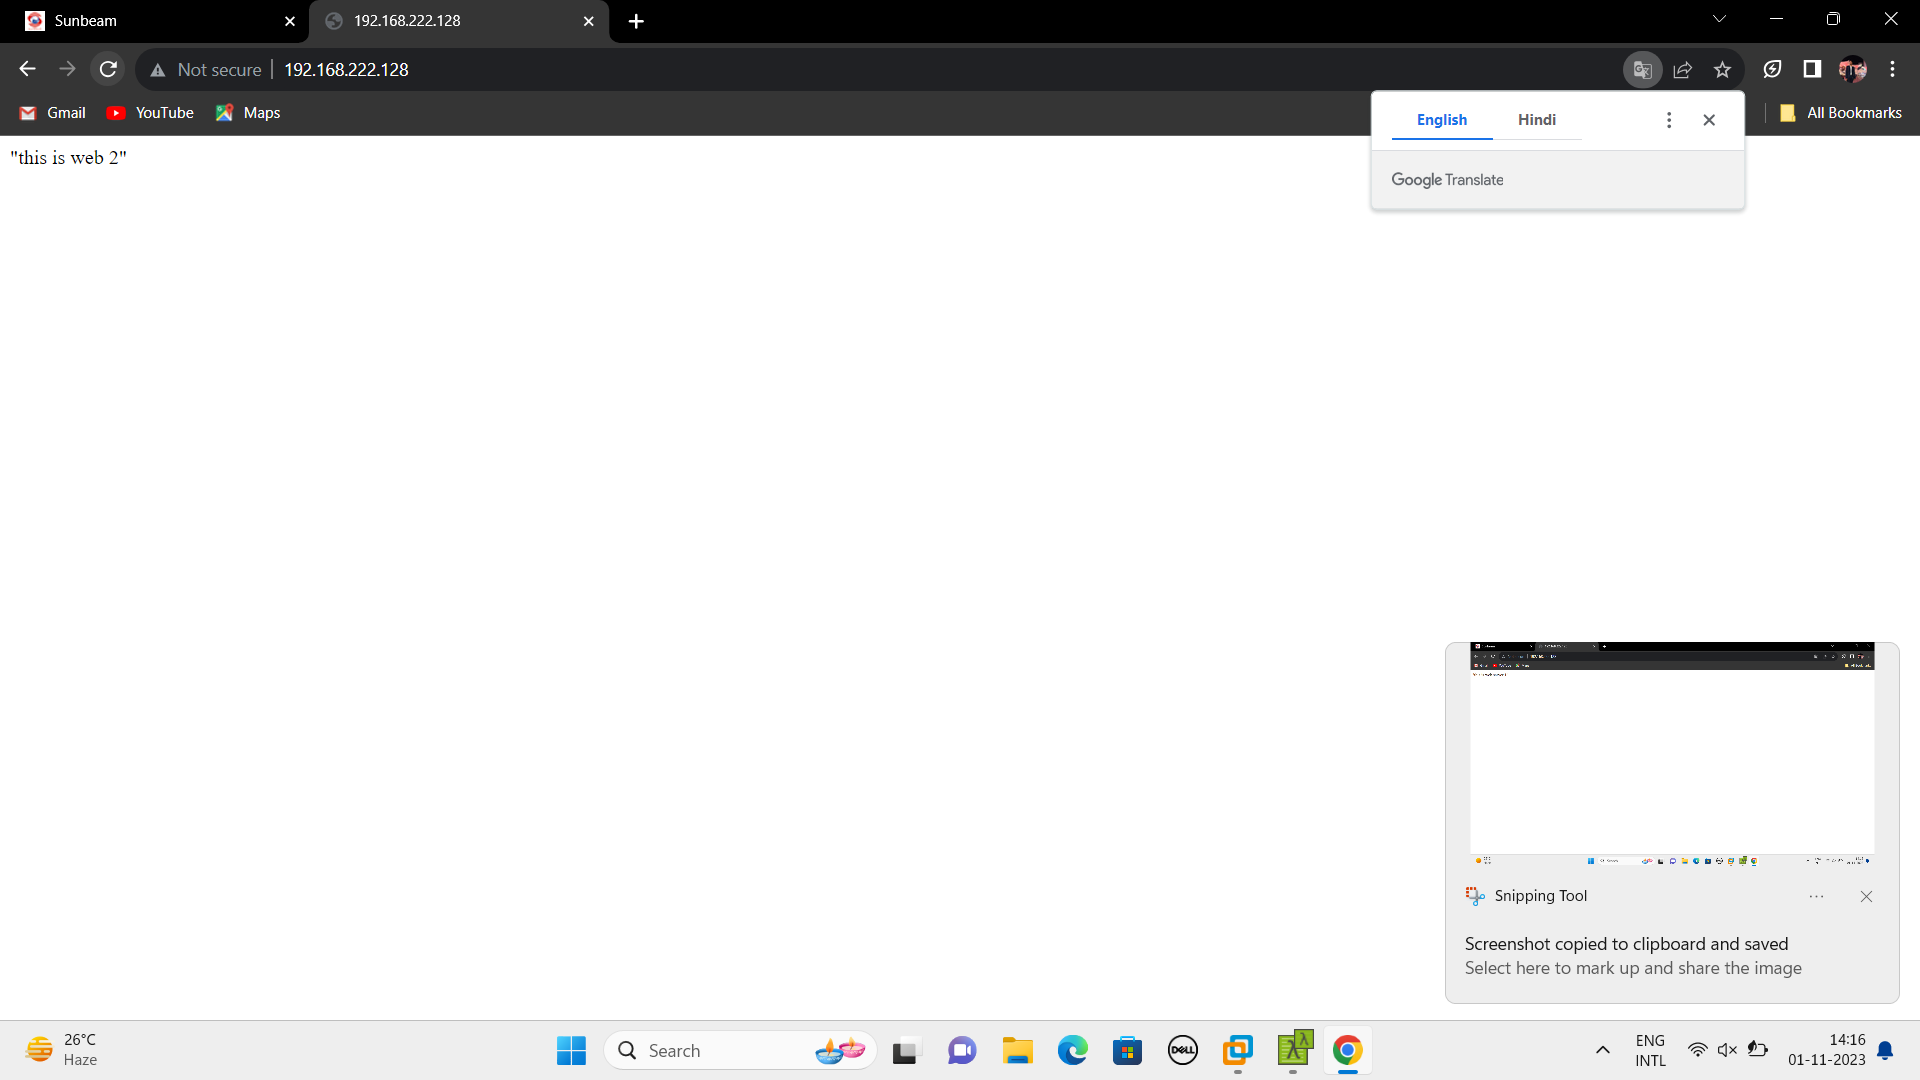 Sunbeam
192.168.222.128
Not secure
192.168.222.128
Gmail
YouTube
Maps
All Bookmarks
English
Hindi
Google Translate
"this is web 2"
Snipping Tool
Screenshot copied to clipboard and saved
Select here to mark up and share the image
26°C
Haze
Search
DELL
ENG
INTL
14:16
01-11-2023